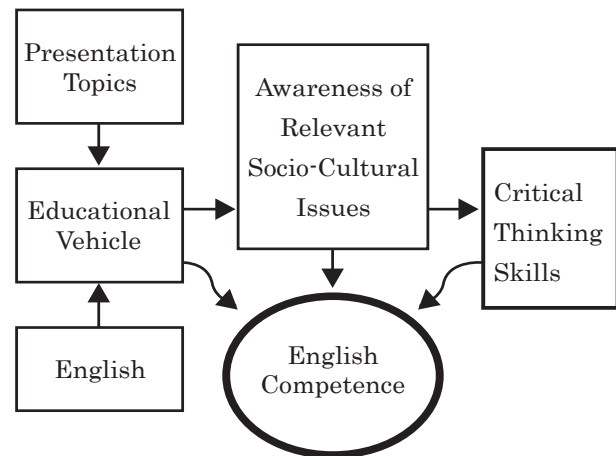 Presentation
Topics
Awareness of
Relevant
Socio-Cultural
Issues
Educational
Vehicle
Critical
Thinking
Skills
English
English
Competence